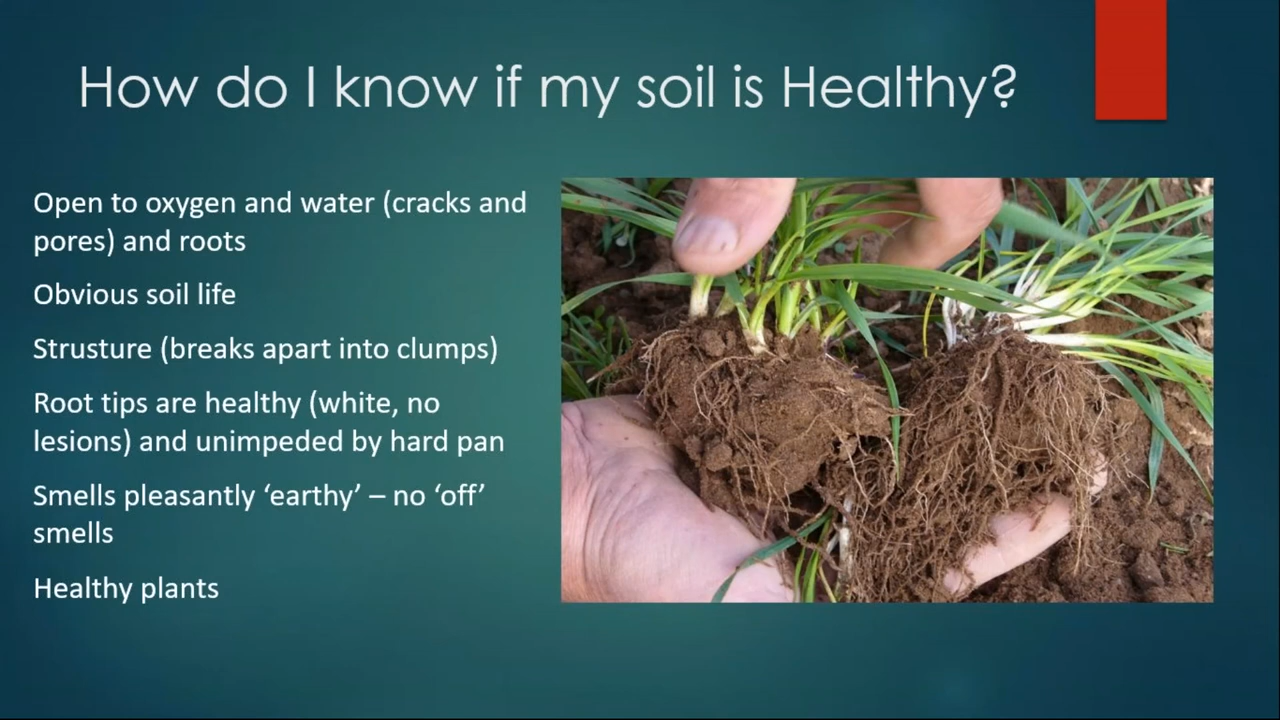 How do I know if my soil is Healthy?
Open to oxygen and water (cracks and
pores) and roots
Obvious soil life
Strusture (breaks apart into clumps)
Root tips are healthy (white, no
lesions) and unimpeded by hard pan
Smells pleasantly ‘earthy’ – no ‘off’
smells
Healthy plants